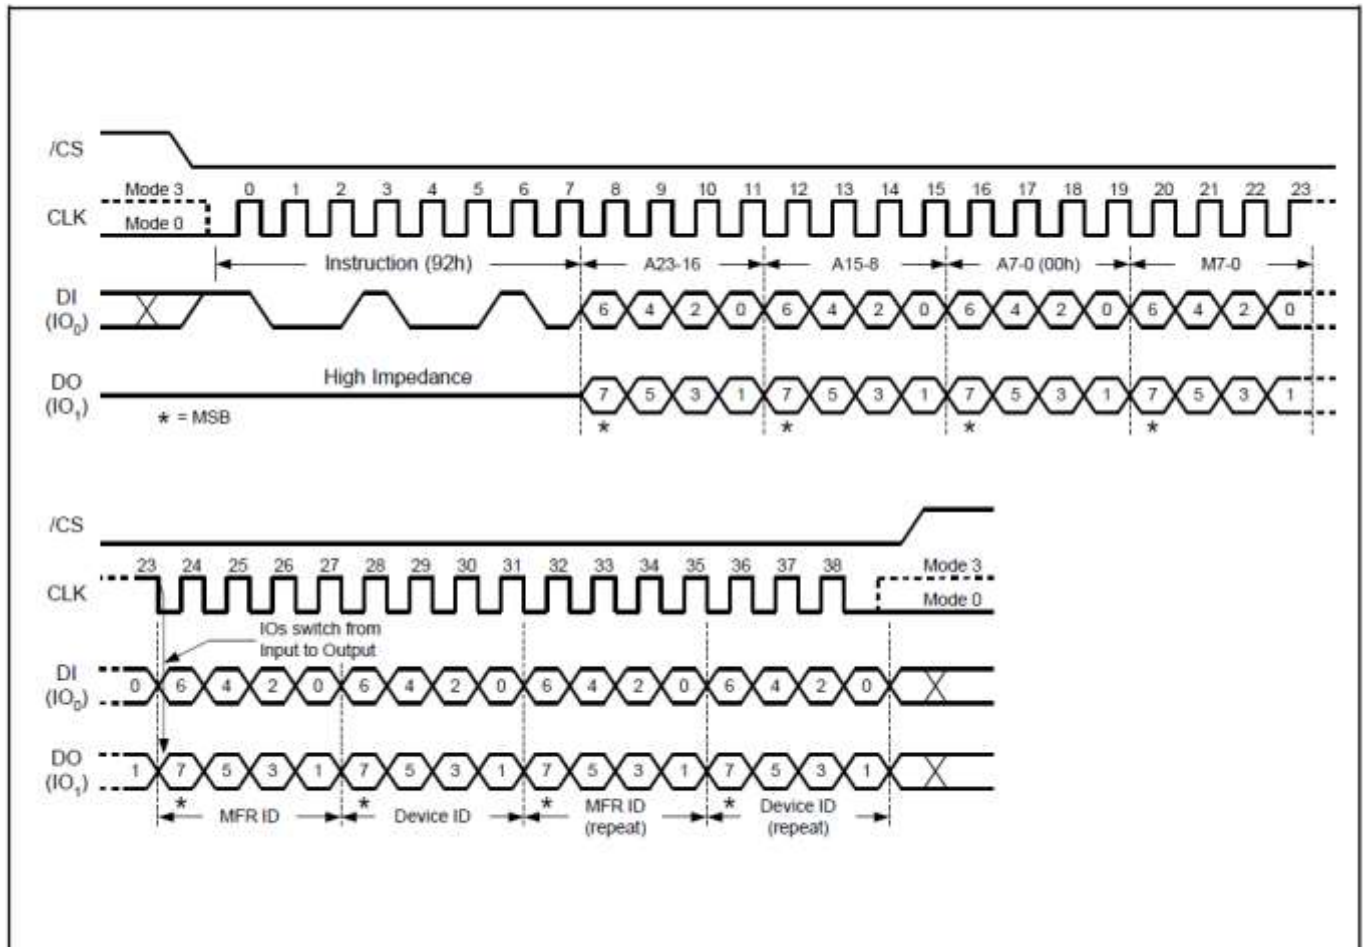 /CS
Mode 3 0 1 2 3 4 5 6 7 8 9 10 11 12 13 14 15 16 17 18 19 20 21 22 23
CLK
Mode 0
Instruction (92h) A23-16 A15-8 A7-0 (00h) M7-0
DI
(IO0)
6 4 2 0 6 4 2 0 6 4 2 0 6 4 2 0
High Impedance
DO
(IO1)
7 5 3 1 7 5 3 1 7 5 3 1 7 5 3 1
* = MSB
* * * *
/CS
23 24 25 26 27 28 29 30 31 32 33 34 35 36 37 38 Mode 3
CLK
Mode 0
IOs switch from
Input to Output
DI
(IO0)
0 6 4 2 0 6 4 2 0 6 4 2 0 6 4 2 0
DO
(IO1)
1 7 5 3 1 7 5 3 1 7 5 3 1 7 5 3 1
* * * *
MFR ID Device ID MFR ID
(repeat)
Device ID
(repeat)